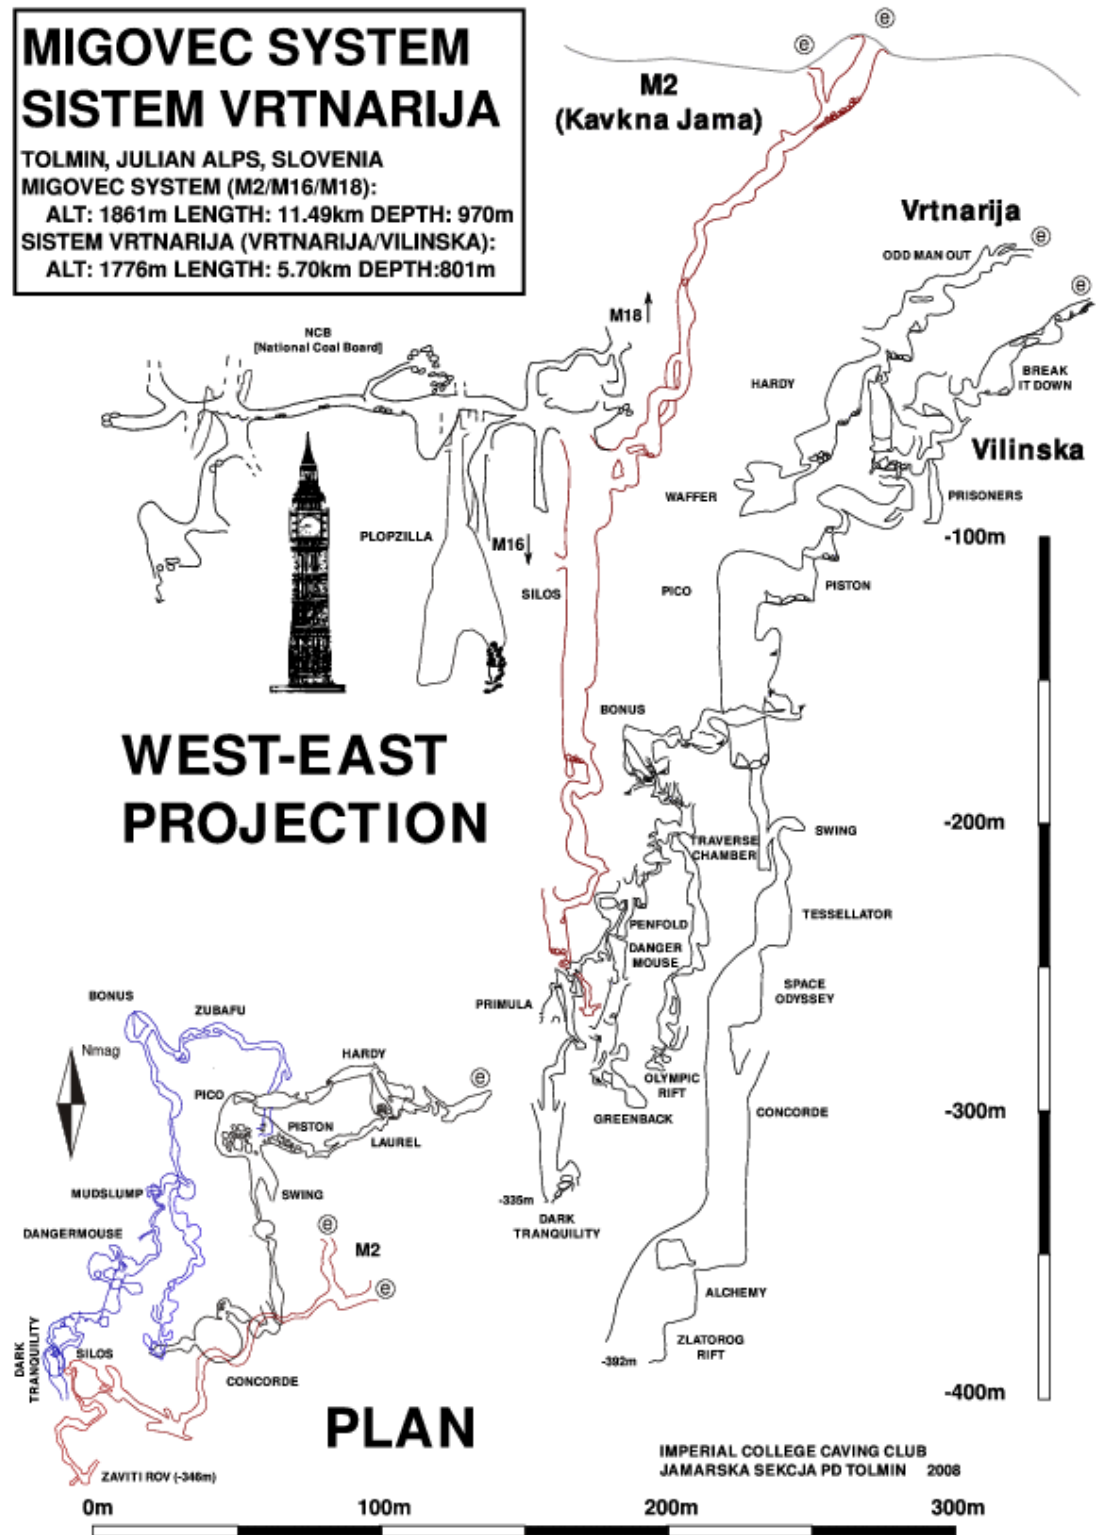 MIGOVEC SYSTEM
SISTEM VRTNARIJA
TOLMIN, JULIAN ALPS, SLOVENIA
MIGOVEC SYSTEM (M2/M16/M18):
ALT: 1861m LENGTH: 11.49km DEPTH: 970m
SISTEM VRTNARIJA (VRTNARIJA/VILINSKA):
ALT: 1776m LENGTH: 5.70km DEPTH:801m
e
e
M2
(Kavkna Jama)
Vrtnarija
e
ODD MAN OUT
e
M18
NCB
[National Coal Board]
HARDY
BREAK
IT DOWN
Vilinska
WAFFER
PRISONERS
PLOPZILLA
M16
-100m
SILOS
PICO
PISTON
BONUS
WEST-EAST
PROJECTION
-200m
SWING
TRAVERSE
CHAMBER
TESSELLATOR
PENFOLD
DANGER
MOUSE
SPACE
ODYSSEY
PRIMULA
OLYMPIC
RIFT
GREENBACK
CONCORDE
-300m
-335m
DARK
TRANQUILITY
ALCHEMY
ZLATOROG
RIFT
-392m
-400m
BONUS
ZUBAFU
Nmag
HARDY
e
PICO
PISTON
LAUREL
MUDSLUMP
SWING
DANGERMOUSE
e
M2
e
DARK
TRANQUILITY
SILOS
CONCORDE
PLAN
ZAVITI ROV (-346m)
IMPERIAL COLLEGE CAVING CLUB
JAMARSKA SEKCJA PD TOLMIN 2008
0m 100m 200m 300m